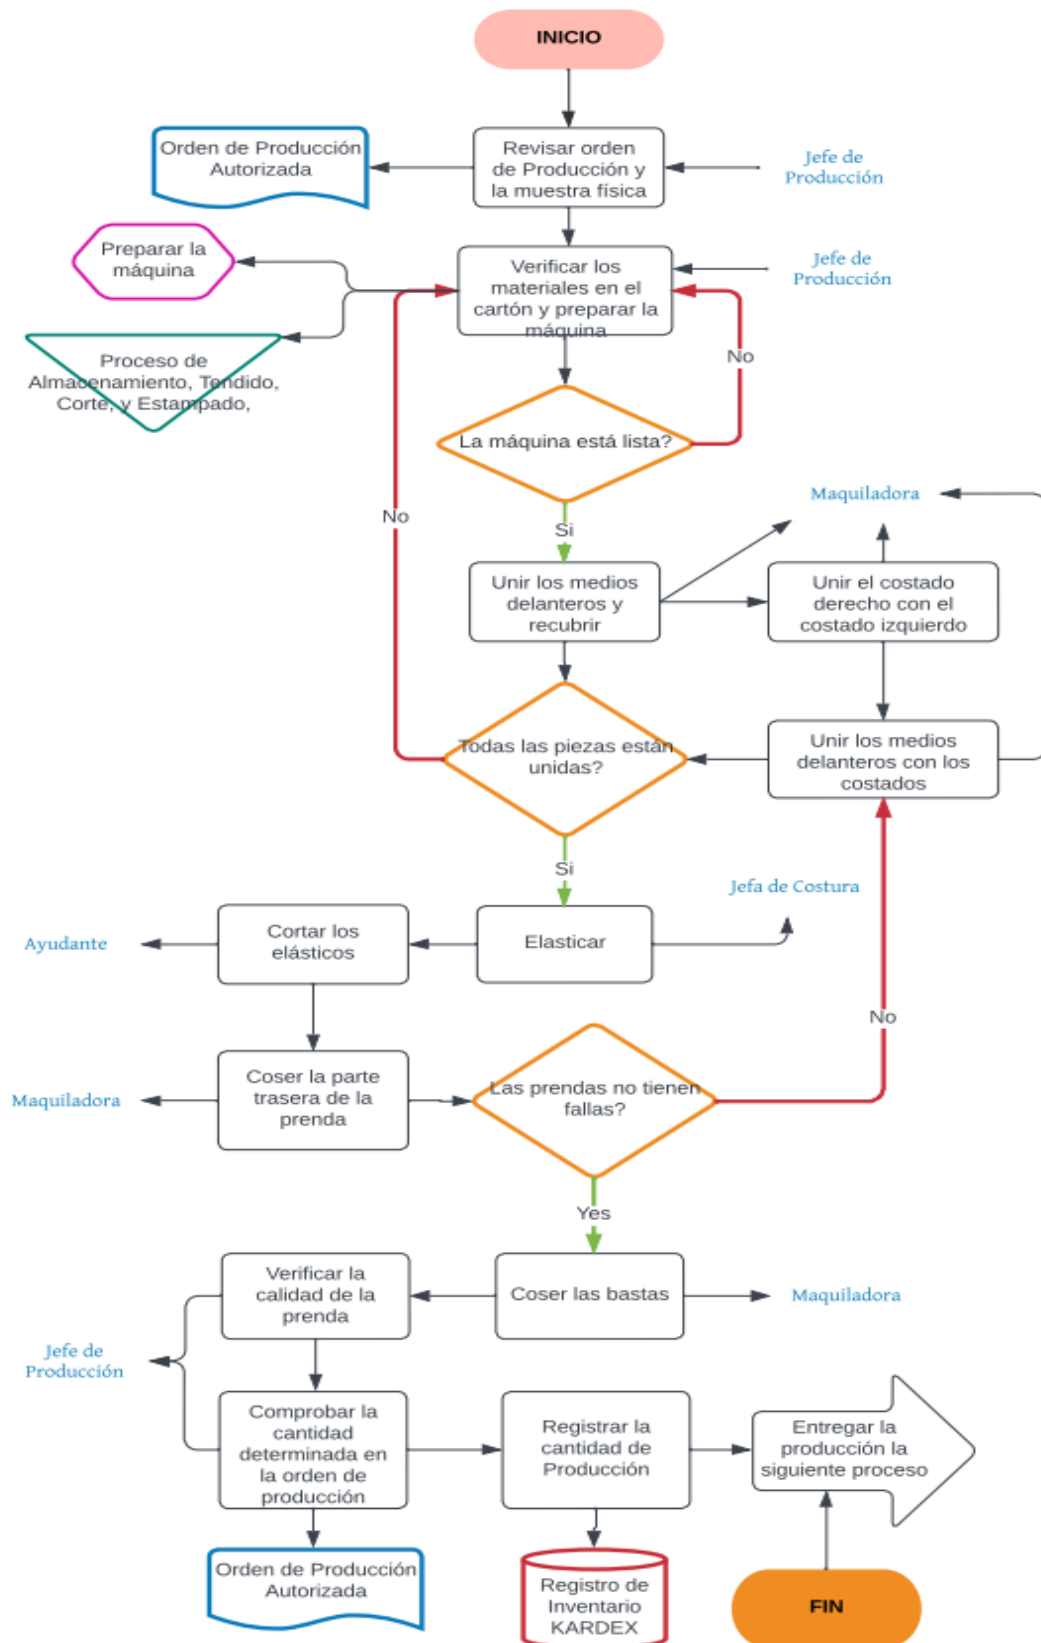 INICIO
Orden de Producción
Autorizada
Revisar orden
de Producción y
la muestra física
Jefe de
Producción
Preparar la
máquina
Verificar los
materiales en el
cartón y preparar la
máquina
Jefe de
Producción
Proceso de
Almacenamiento, Tendido,
Corte, y Estampado,
No
La máquina está lista?
Maquiladora
No
Si
Unir los medios
delanteros y
recubrir
Unir el costado
derecho con el
costado izquierdo
Todas las piezas están
unidas?
Unir los medios
delanteros con los
costados
Si
Jefa de Costura
Ayudante
Cortar los
elásticos
Elasticar
No
Maquiladora
Coser la parte
trasera de la
prenda
Las prendas no tienen
fallas?
Yes
Verificar la
calidad de la
prenda
Coser las bastas
Maquiladora
Jefe de
Producción
Comprobar la
cantidad
determinada en
la orden de
producción
Registrar la
cantidad de
Producción
Entregar la
producción la
siguiente proceso
Orden de Producción
Autorizada
Registro de
Inventario
KARDEX
FIN